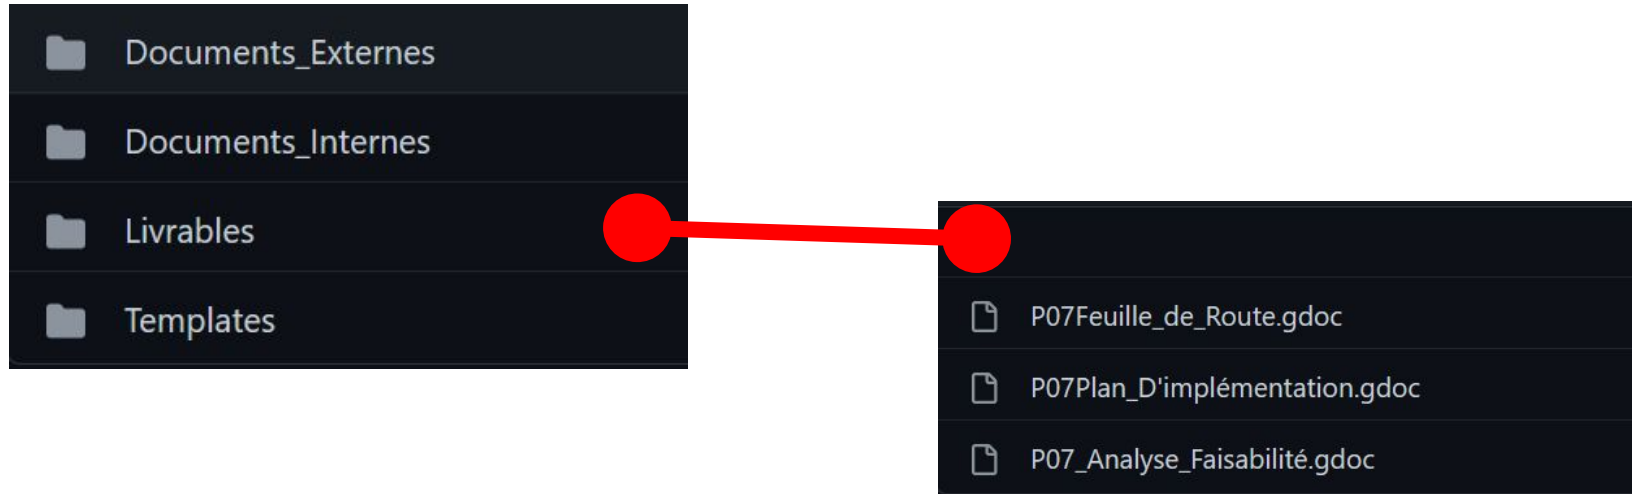 Documents_Externes
Documents_Internes
Livrables
Templates
P07Feuille_de_Route.gdoc
P07Plan_D'implémentation.gdoc
P07_Analyse_Faisabilité.gdoc